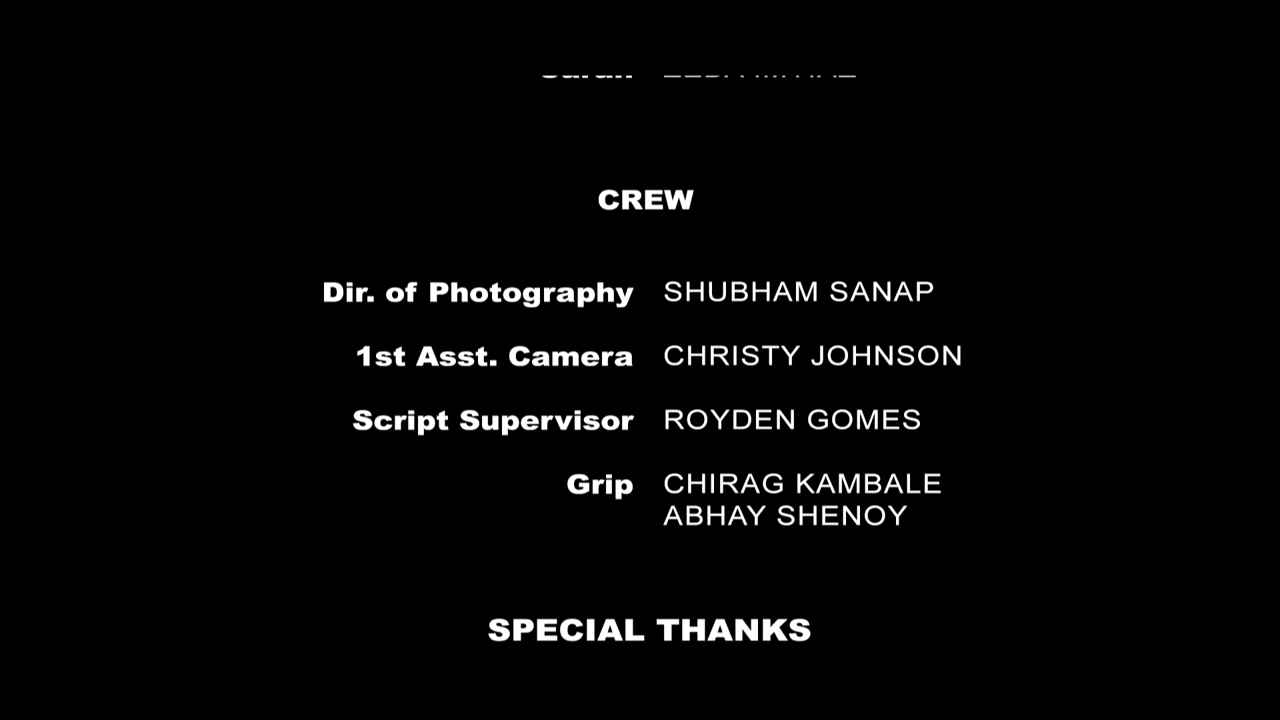 CREW
Dir. of Photography SHUBHAM SANAP
1st Asst. Camera CHRISTY JOHNSON
Script Supervisor ROYDEN GOMES
Grip CHIRAG KAMBALE
ABHAY SHENOY
SPECIAL THANKS